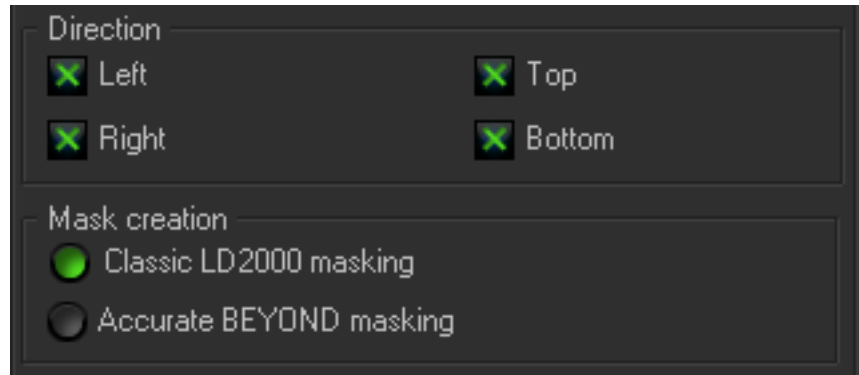 Direction
Left Top
Right Bottom
Mask creation
Classic LD2000 masking
Accurate BEYOND masking